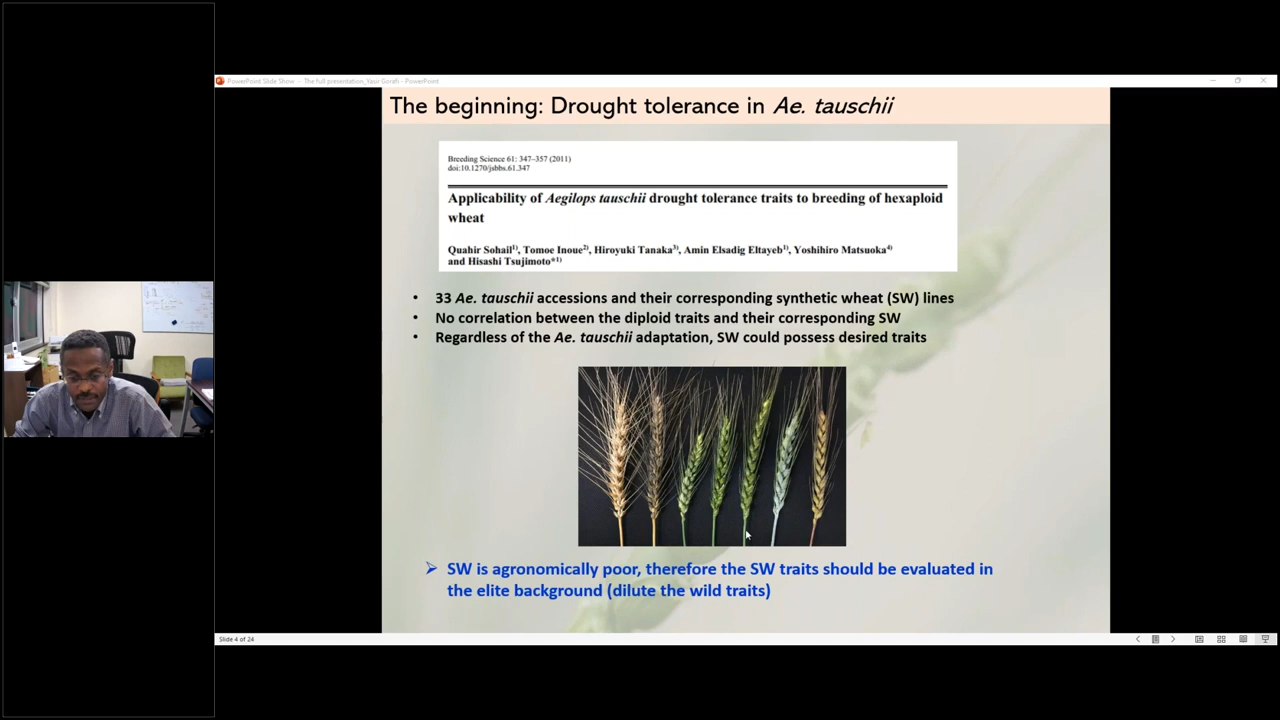 PowerPoint Slide Show - The full presentation_Yasir Gorafi - PowerPoint
The beginning: Drought tolerance in Ae. tauschii
Breeding Science 61: 347–357 (2011)
doi:10.1270/jsbbs.61.347
Applicability of Aegilops tauschii drought tolerance traits to breeding of hexaploid
wheat
Quahir Sohail1), Tomoe Inoue2), Hiroyuki Tanaka3), Amin Elsadig Eltayeb1), Yoshihiro Matsuoka4)
and Hisashi Tsujimoto*1)
• 33 Ae. tauschii accessions and their corresponding synthetic wheat (SW) lines
• No correlation between the diploid traits and their corresponding SW
• Regardless of the Ae. tauschii adaptation, SW could possess desired traits
➢ SW is agronomically poor, therefore the SW traits should be evaluated in
the elite background (dilute the wild traits)
Slide 4 of 24